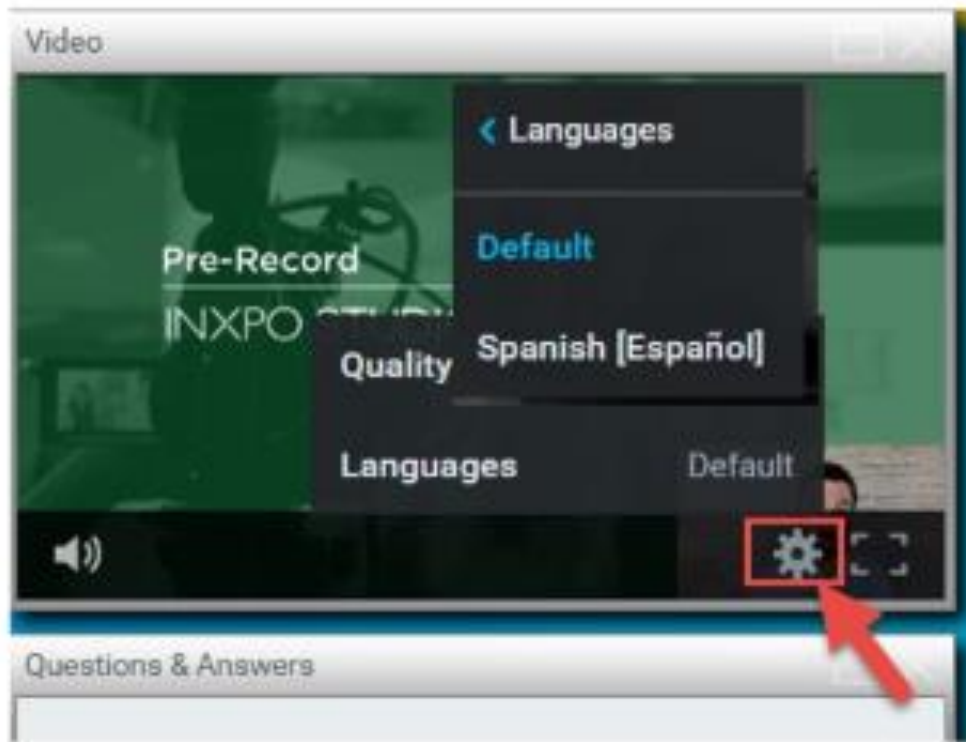 Video
< Languages
Default
Spanish [Español]
Pre-Record
INXPO
Quality
Languages Default
Questions & Answers